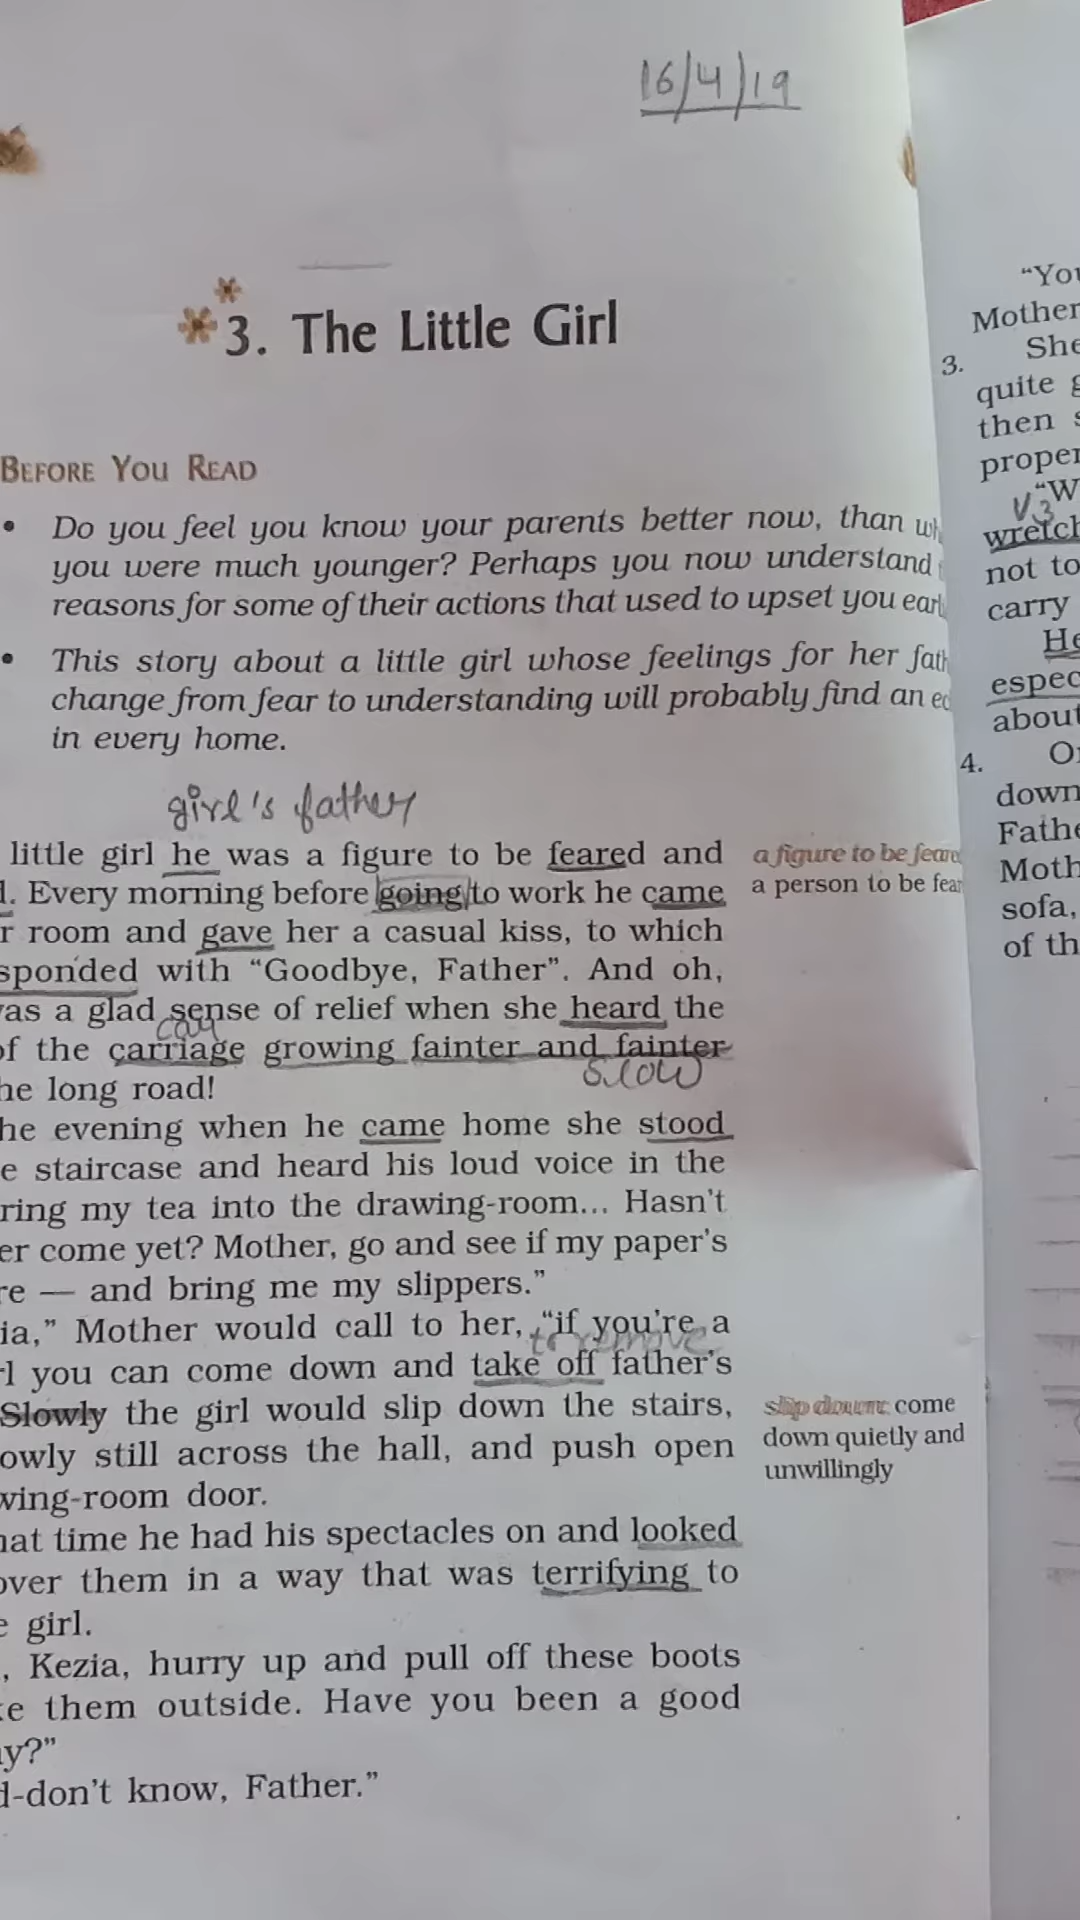 16/4/19
3. The Little Girl
BEFORE YOU READ
• Do you feel you know your parents better now, than
you were much younger? Perhaps you now understand
reasons for some of their actions that used to upset you
• This story about a little girl whose feelings for her
change from fear to understanding will probably find an
in every home.
girl's father
little girl he was a figure to be feared and
Every morning before going to work he came
room and gave her a casual kiss, to which
sponded with “Goodbye, Father”. And oh,
as a glad sense of relief when she heard the
cay
of the carriage growing fainter and fainter
slow
he long road!
he evening when he came home she stood
e staircase and heard his loud voice in the
ring my tea into the drawing-room... Hasn't
er come yet? Mother, go and see if my paper's
re — and bring me my slippers.”
ia,” Mother would call to her, “if you're a
to remove
l you can come down and take off father's
Slowly the girl would slip down the stairs,
owly still across the hall, and push open
wing-room door.
hat time he had his spectacles on and looked
over them in a way that was terrifying to
e girl.
, Kezia, hurry up and pull off these boots
ke them outside. Have you been a good
ay?”
d-don't know, Father.”
a figure to be
a person to be
slip down: come
down quietly and
unwillingly
“You
Mother
3. She
quite g
then s
proper
“W
V3
wretch
not to
carry
He
espec
about
4. O
down
Fathe
Moth
sofa,
of th